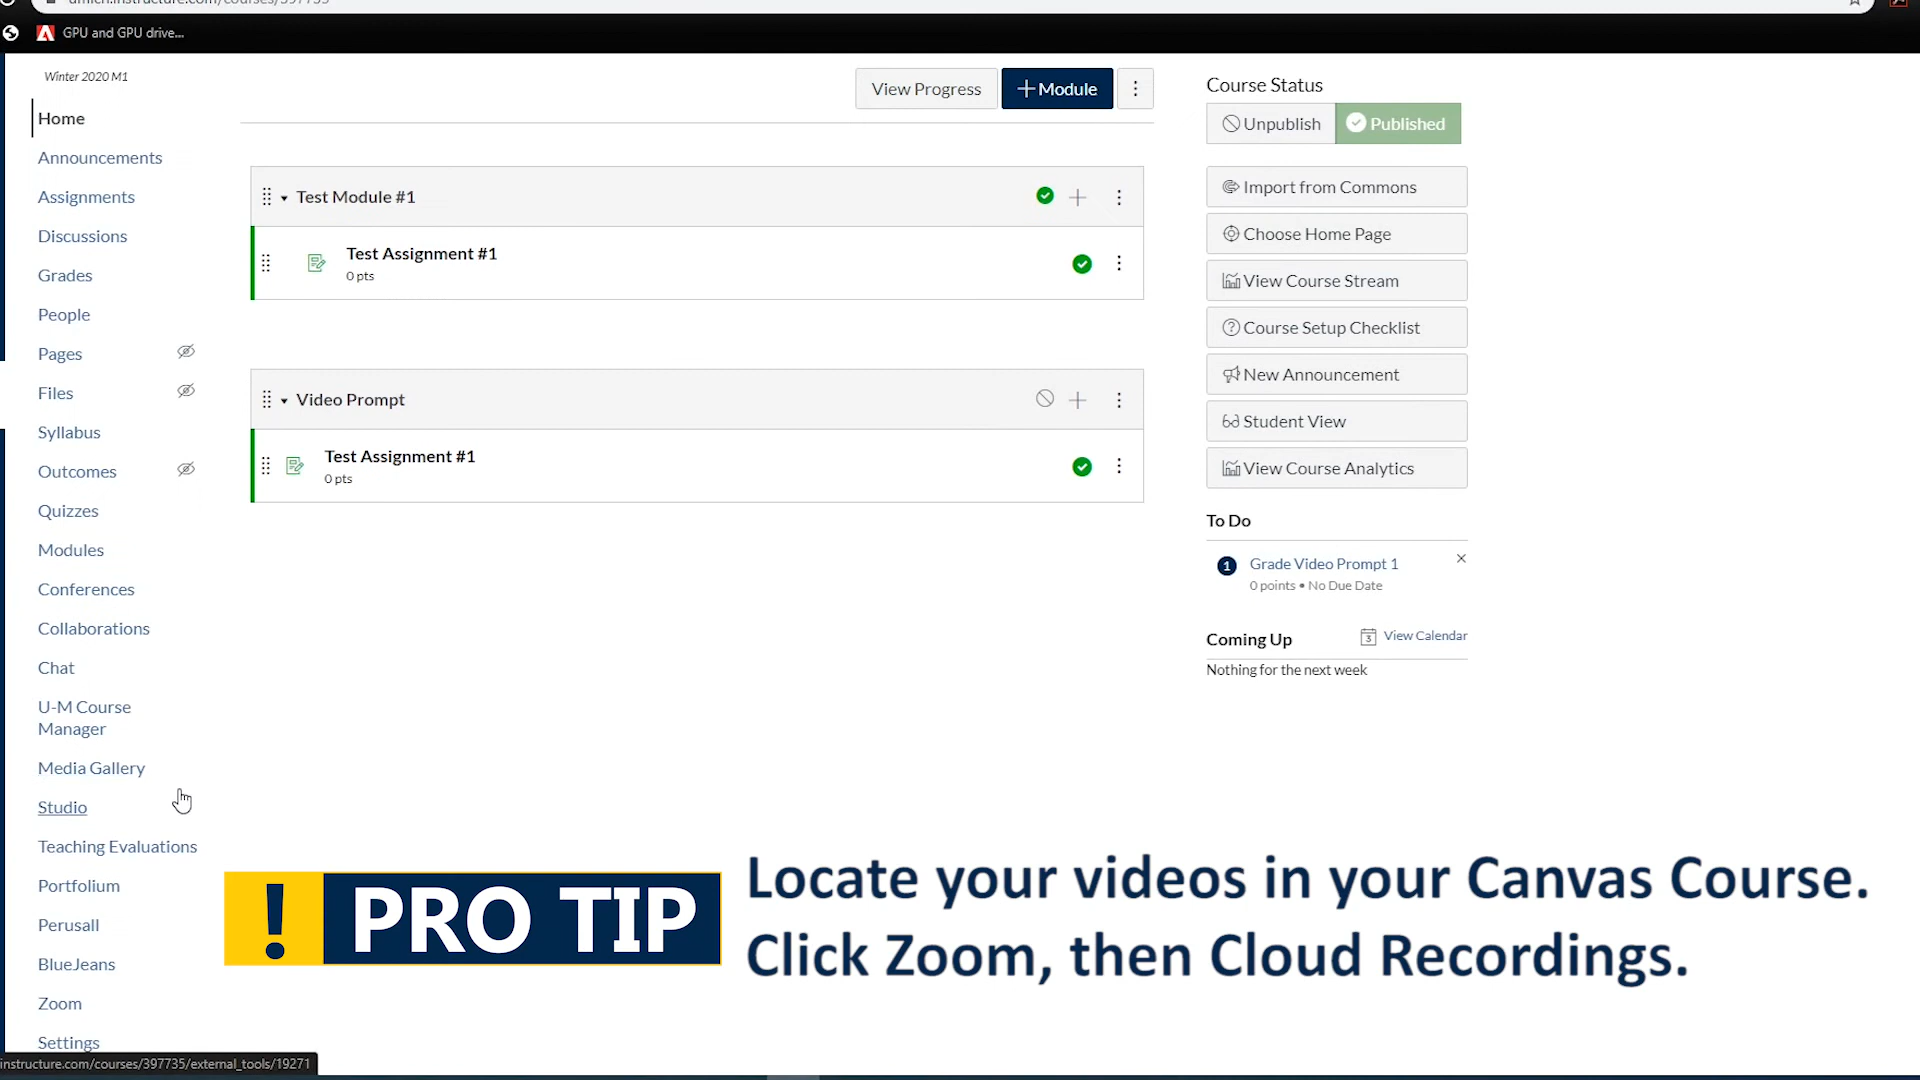 GPU and GPU drive...
Winter 2020 M1
View Progress
+ Module
Course Status
Unpublish
Published
Home
Announcements
Assignments
Discussions
Grades
People
Pages
Files
Syllabus
Outcomes
Quizzes
Modules
Conferences
Collaborations
Chat
U-M Course
Manager
Media Gallery
Studio
Teaching Evaluations
Portfolium
Perusall
BlueJeans
Zoom
Settings
Test Module #1
Test Assignment #1
0 pts
Video Prompt
Test Assignment #1
0 pts
Import from Commons
Choose Home Page
View Course Stream
Course Setup Checklist
New Announcement
Student View
View Course Analytics
To Do
1 Grade Video Prompt 1
0 points • No Due Date
Coming Up
3 View Calendar
Nothing for the next week
! PRO TIP
Locate your videos in your Canvas Course.
Click Zoom, then Cloud Recordings.
instructure.com/courses/397735/external_tools/19271